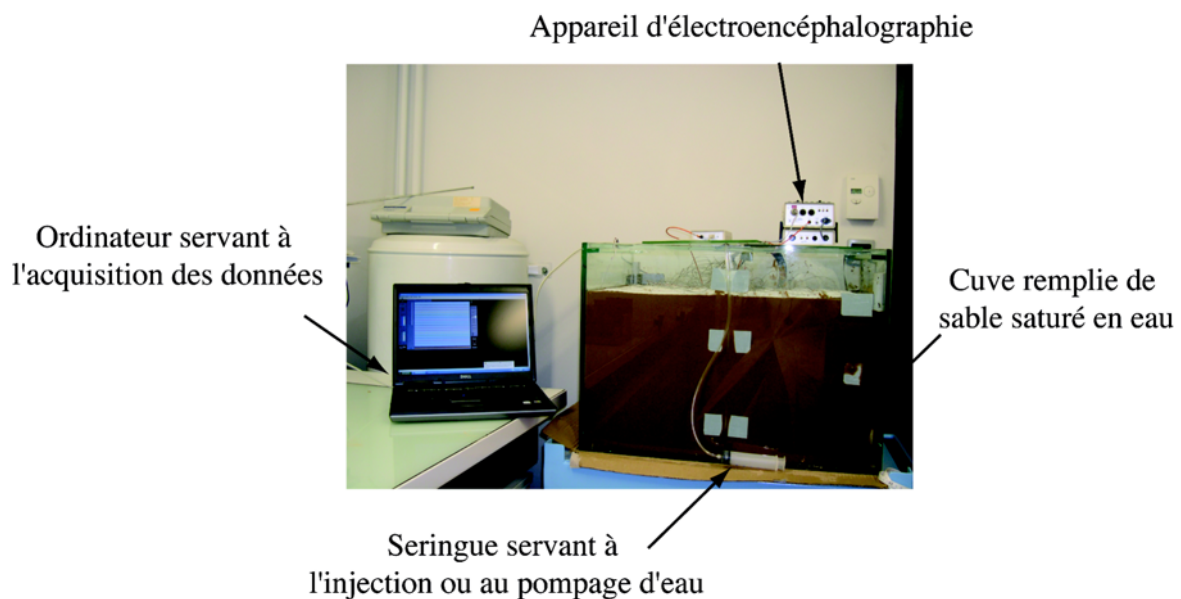 Appareil d'électroencéphalographie
Ordinateur servant à
l'acquisition des données
Cuve remplie de
sable saturé en eau
DELL
Seringue servant à
l'injection ou au pompage d'eau